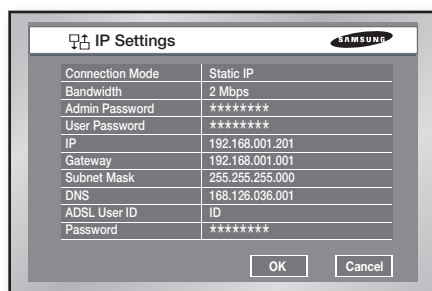 IP Settings
SAMSUNG
Connection Mode Static IP
Bandwidth 2 Mbps
Admin Password ********
User Password ********
IP 192.168.001.201
Gateway 192.168.001.001
Subnet Mask 255.255.255.000
DNS 168.126.036.001
ADSL User ID ID
Password ********
OK Cancel